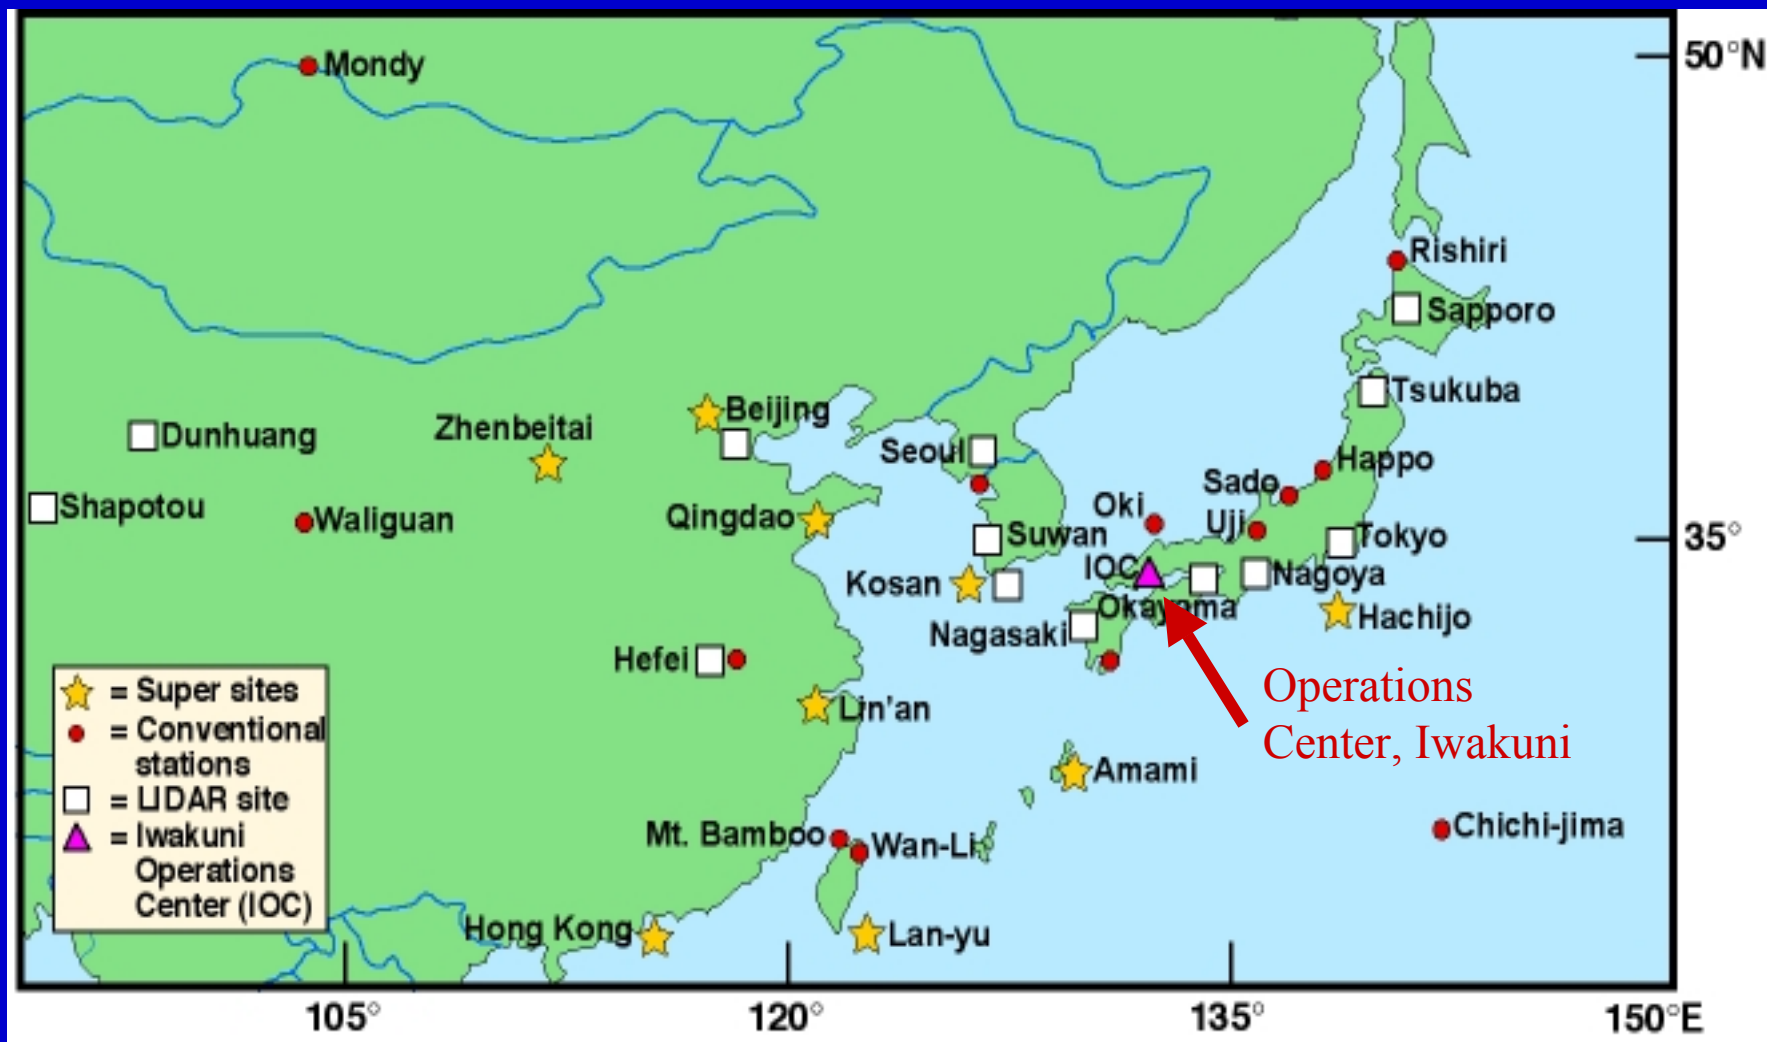 Mondy
50°N
Rishiri
Sapporo
Tsukuba
Beijing
Zhenbeitai
Dunhuang
Seoul
Happo
Sado
Shapotou
Waliguan
Qingdao
Oki
Uji
Suwan
Tokyo
35°
IOC
Nagoya
Kosan
Okayama
Hachijo
Nagasaki
Hefei
Operations
Center, Iwakuni
Lin'an
= Super sites
= Conventional
stations
= LIDAR site
= Iwakuni
Operations
Center (IOC)
Amami
Chichi-jima
Mt. Bamboo
Wan-Li
Hong Kong
Lan-yu
105°
120°
135°
150°E